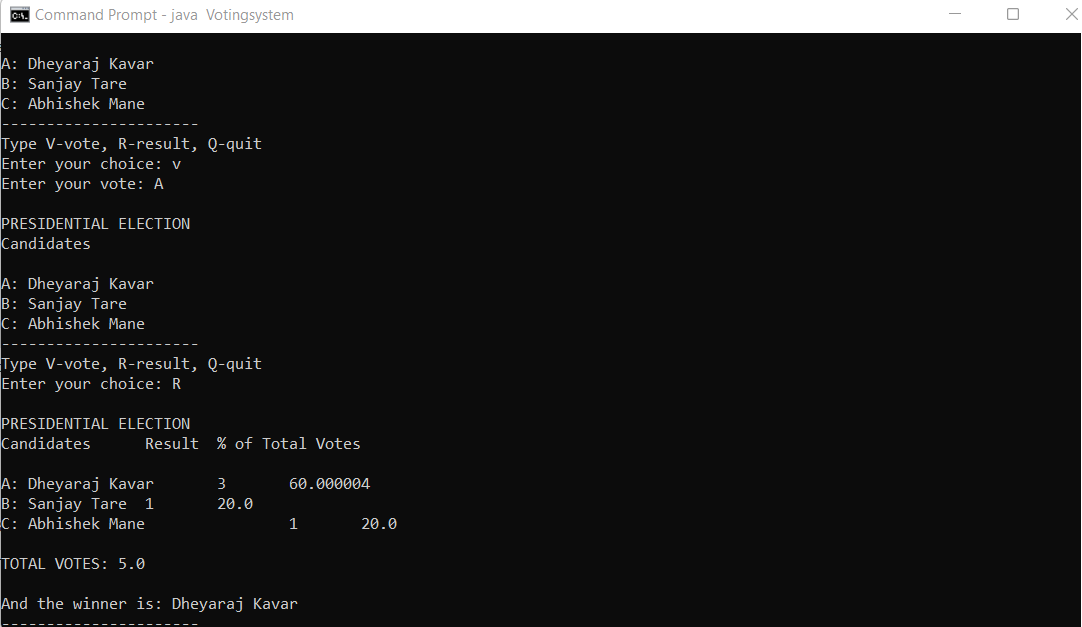 Command Prompt - java  Votingsystem
A: Dheyaraj Kavar
B: Sanjay Tare
C: Abhishek Mane
----------------------
Type V-vote, R-result, Q-quit
Enter your choice: v
Enter your vote: A
PRESIDENTIAL ELECTION
Candidates
A: Dheyaraj Kavar
B: Sanjay Tare
C: Abhishek Mane
----------------------
Type V-vote, R-result, Q-quit
Enter your choice: R
PRESIDENTIAL ELECTION
Candidates      Result  % of Total Votes
A: Dheyaraj Kavar       3       60.000004
B: Sanjay Tare  1       20.0
C: Abhishek Mane                1       20.0
TOTAL VOTES: 5.0
And the winner is: Dheyaraj Kavar
----------------------